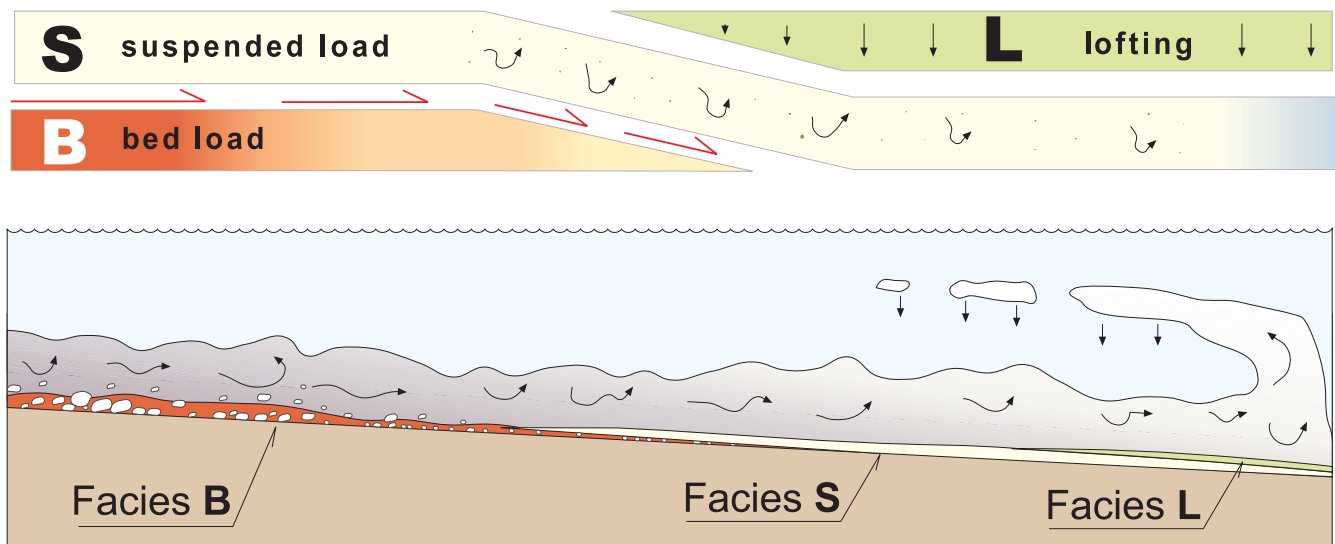 S suspended load
L lofting
B bed load
Facies B
Facies S
Facies L